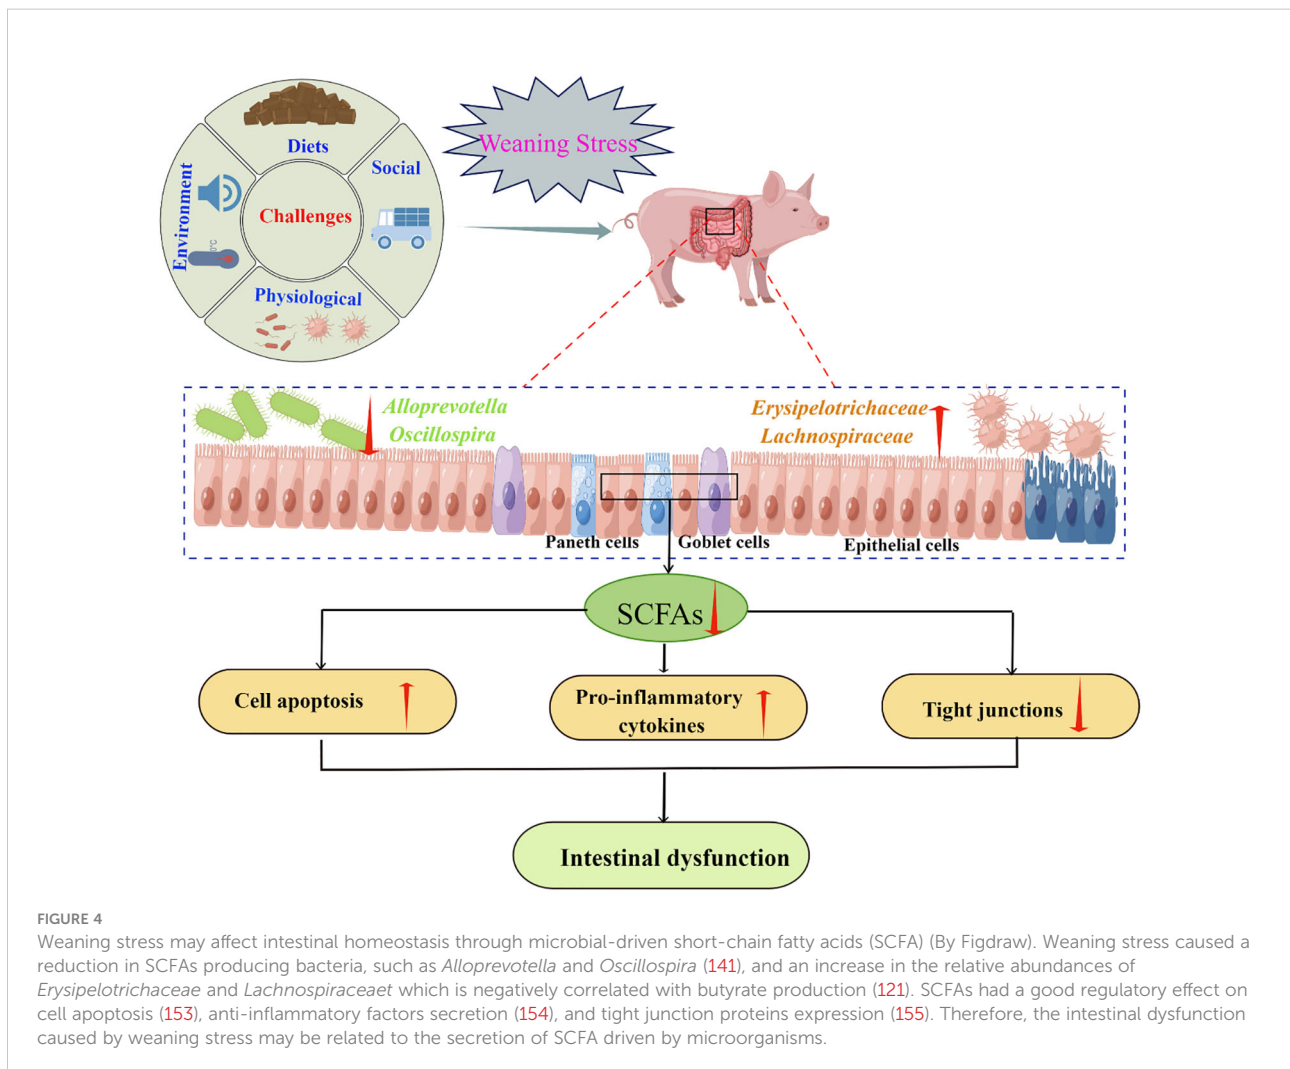 Diets
Social
Environment
Challenges
Physiological
Weaning Stress
Alloprevotella
Oscillospira
Erysipelotrichaceae
Lachnospiraceae
Paneth cells
Goblet cells
Epithelial cells
SCFAs
Cell apoptosis
Pro-inflammatory
cytokines
Tight junctions
Intestinal dysfunction
FIGURE 4
Weaning stress may affect intestinal homeostasis through microbial-driven short-chain fatty acids (SCFA) (By Figdraw). Weaning stress caused a
reduction in SCFAs producing bacteria, such as Alloprevotella and Oscillospira (141), and an increase in the relative abundances of
Erysipelotrichaceae and Lachnospiraceaet which is negatively correlated with butyrate production (121). SCFAs had a good regulatory effect on
cell apoptosis (153), anti-inflammatory factors secretion (154), and tight junction proteins expression (155). Therefore, the intestinal dysfunction
caused by weaning stress may be related to the secretion of SCFA driven by microorganisms.